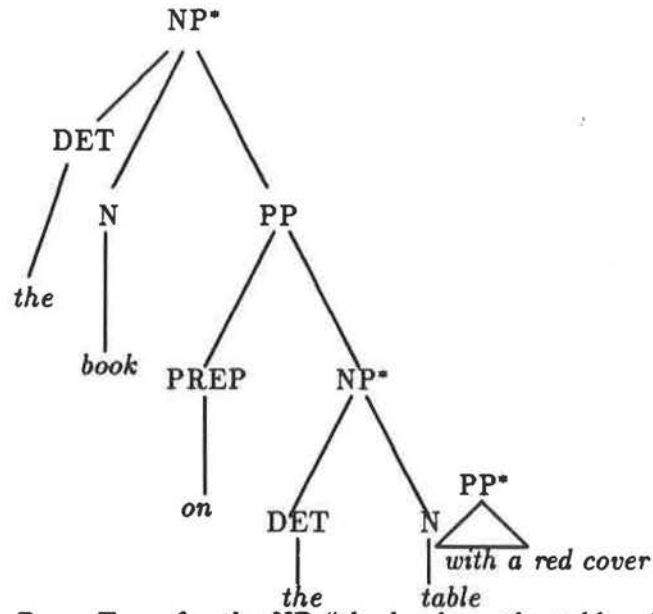 NP*
DET
N PP
the
book PREP NP*
PP*
on DET N
with a red cover
the table